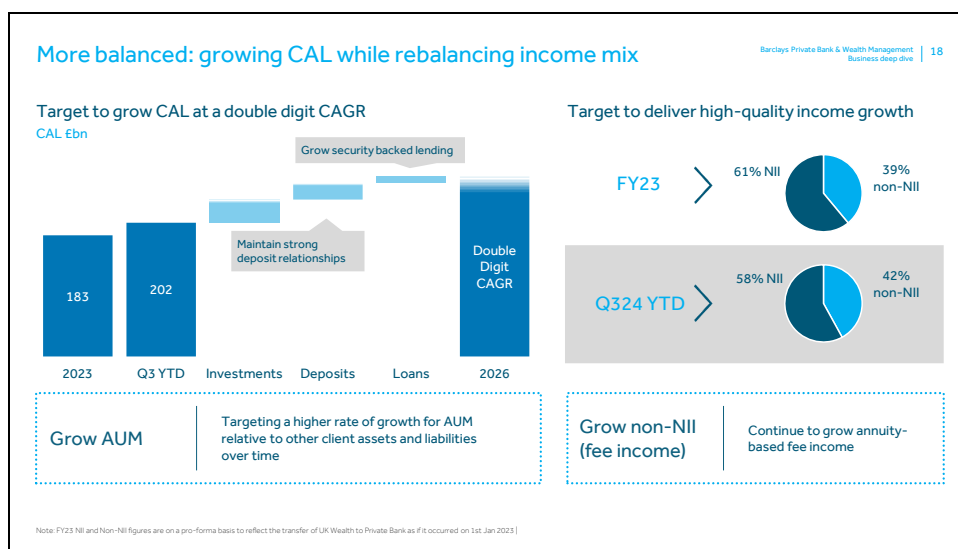 More balanced: growing CAL while rebalancing income mix
Barclays Private Bank & Wealth Management
Business deep dive
18
Target to grow CAL at a double digit CAGR
CAL £bn
Grow security backed lending
Maintain strong
deposit relationships
183
202
Double
Digit
CAGR
2023
Q3 YTD
Investments
Deposits
Loans
2026
Grow AUM
Targeting a higher rate of growth for AUM
relative to other client assets and liabilities
over time
Target to deliver high-quality income growth
FY23
61% NII
39%
non-NII
Q324 YTD
58% NII
42%
non-NII
Grow non-NII
(fee income)
Continue to grow annuity-
based fee income
Note: FY23 NII and Non-NII figures are on a pro-forma basis to reflect the transfer of UK Wealth to Private Bank as if it occurred on 1st Jan 2023 |